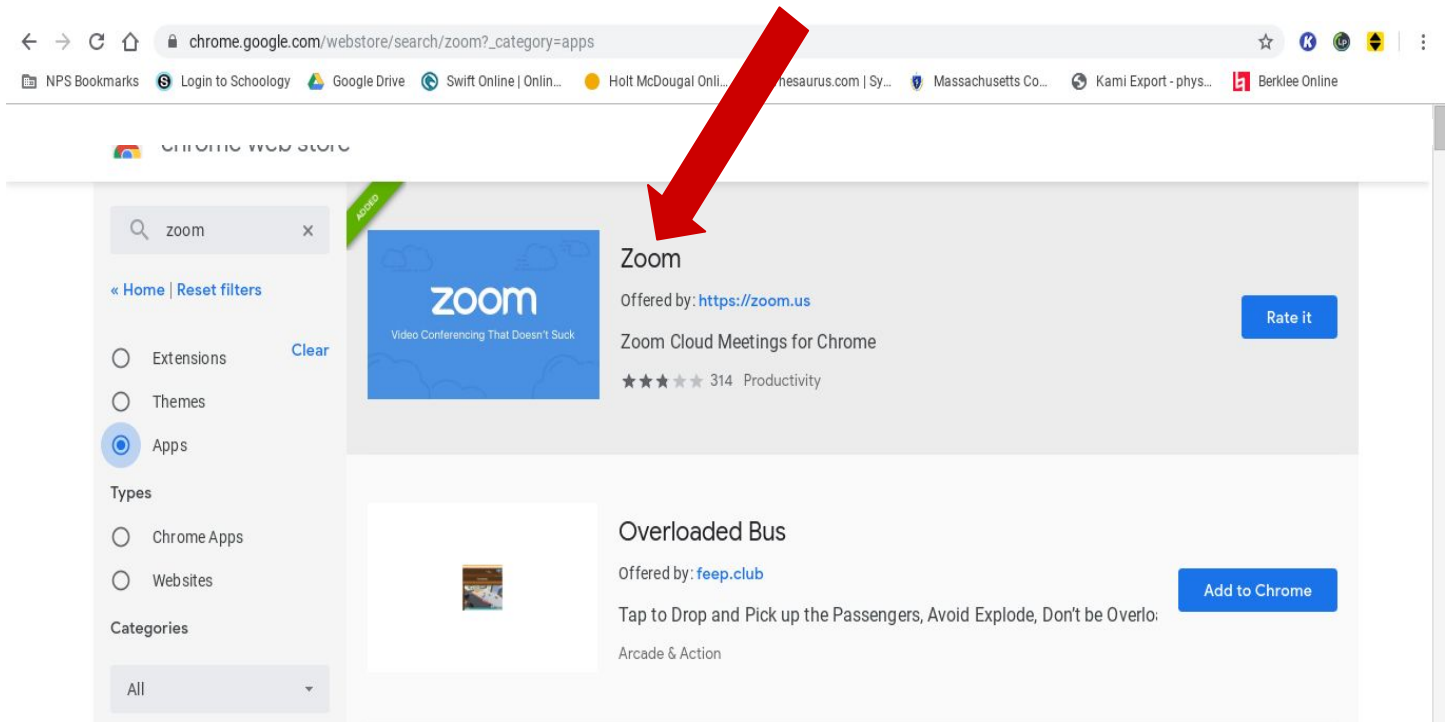 chrome.google.com/webstore/search/zoom?_category=apps
NPS Bookmarks Login to Schoology Google Drive Swift Online | Onlin... Holt McDougal Onli... hesaurus.com | Sy... Massachusetts Co... Kami Export - phys... Berklee Online
chrome web store
ADDED
zoom
« Home | Reset filters
Extensions Clear
Themes
Apps
Types
Chrome Apps
Websites
Categories
All
zoom
Video Conferencing That Doesn't Suck
Zoom
Offered by: https://zoom.us
Zoom Cloud Meetings for Chrome
314 Productivity
Rate it
Overloaded Bus
Offered by: feep.club
Tap to Drop and Pick up the Passengers, Avoid Explode, Don't be Overloa
Arcade & Action
Add to Chrome